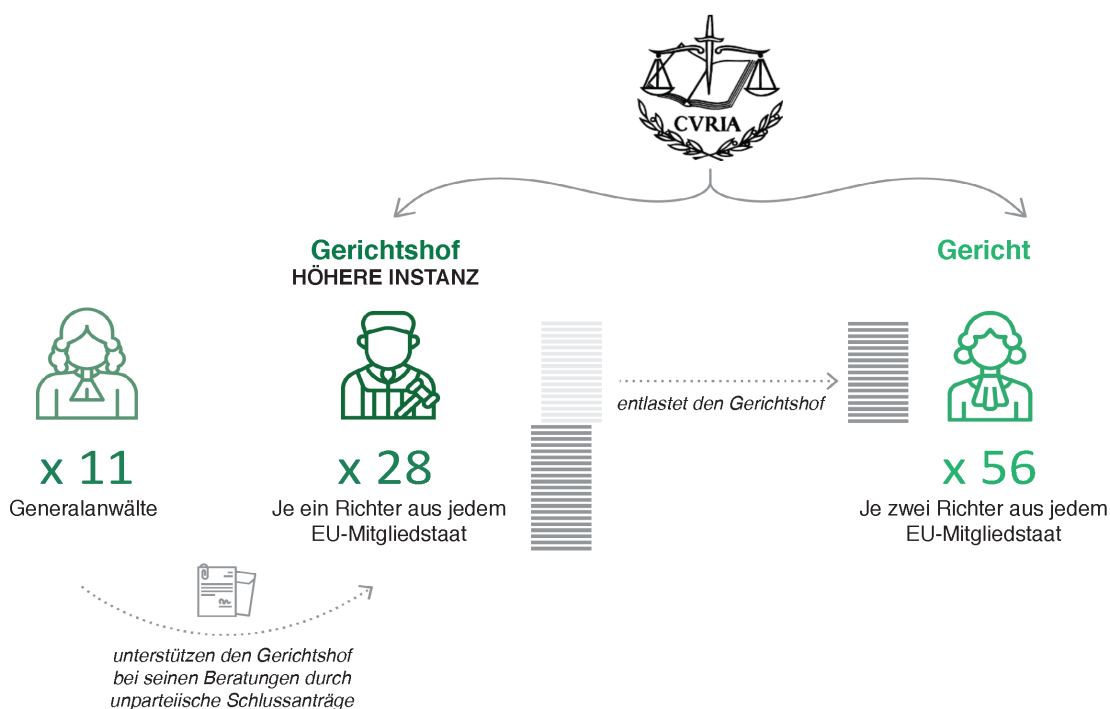 CVRIA
Gerichtshof
HÖHERE INSTANZ
Gericht
x 11
Generalanwälte
x 28
Je ein Richter aus jedem
EU-Mitgliedstaat
entlastet den Gerichtshof
x 56
Je zwei Richter aus jedem
EU-Mitgliedstaat
unterstützen den Gerichtshof
bei seinen Beratungen durch
unparteiische Schlussanträge